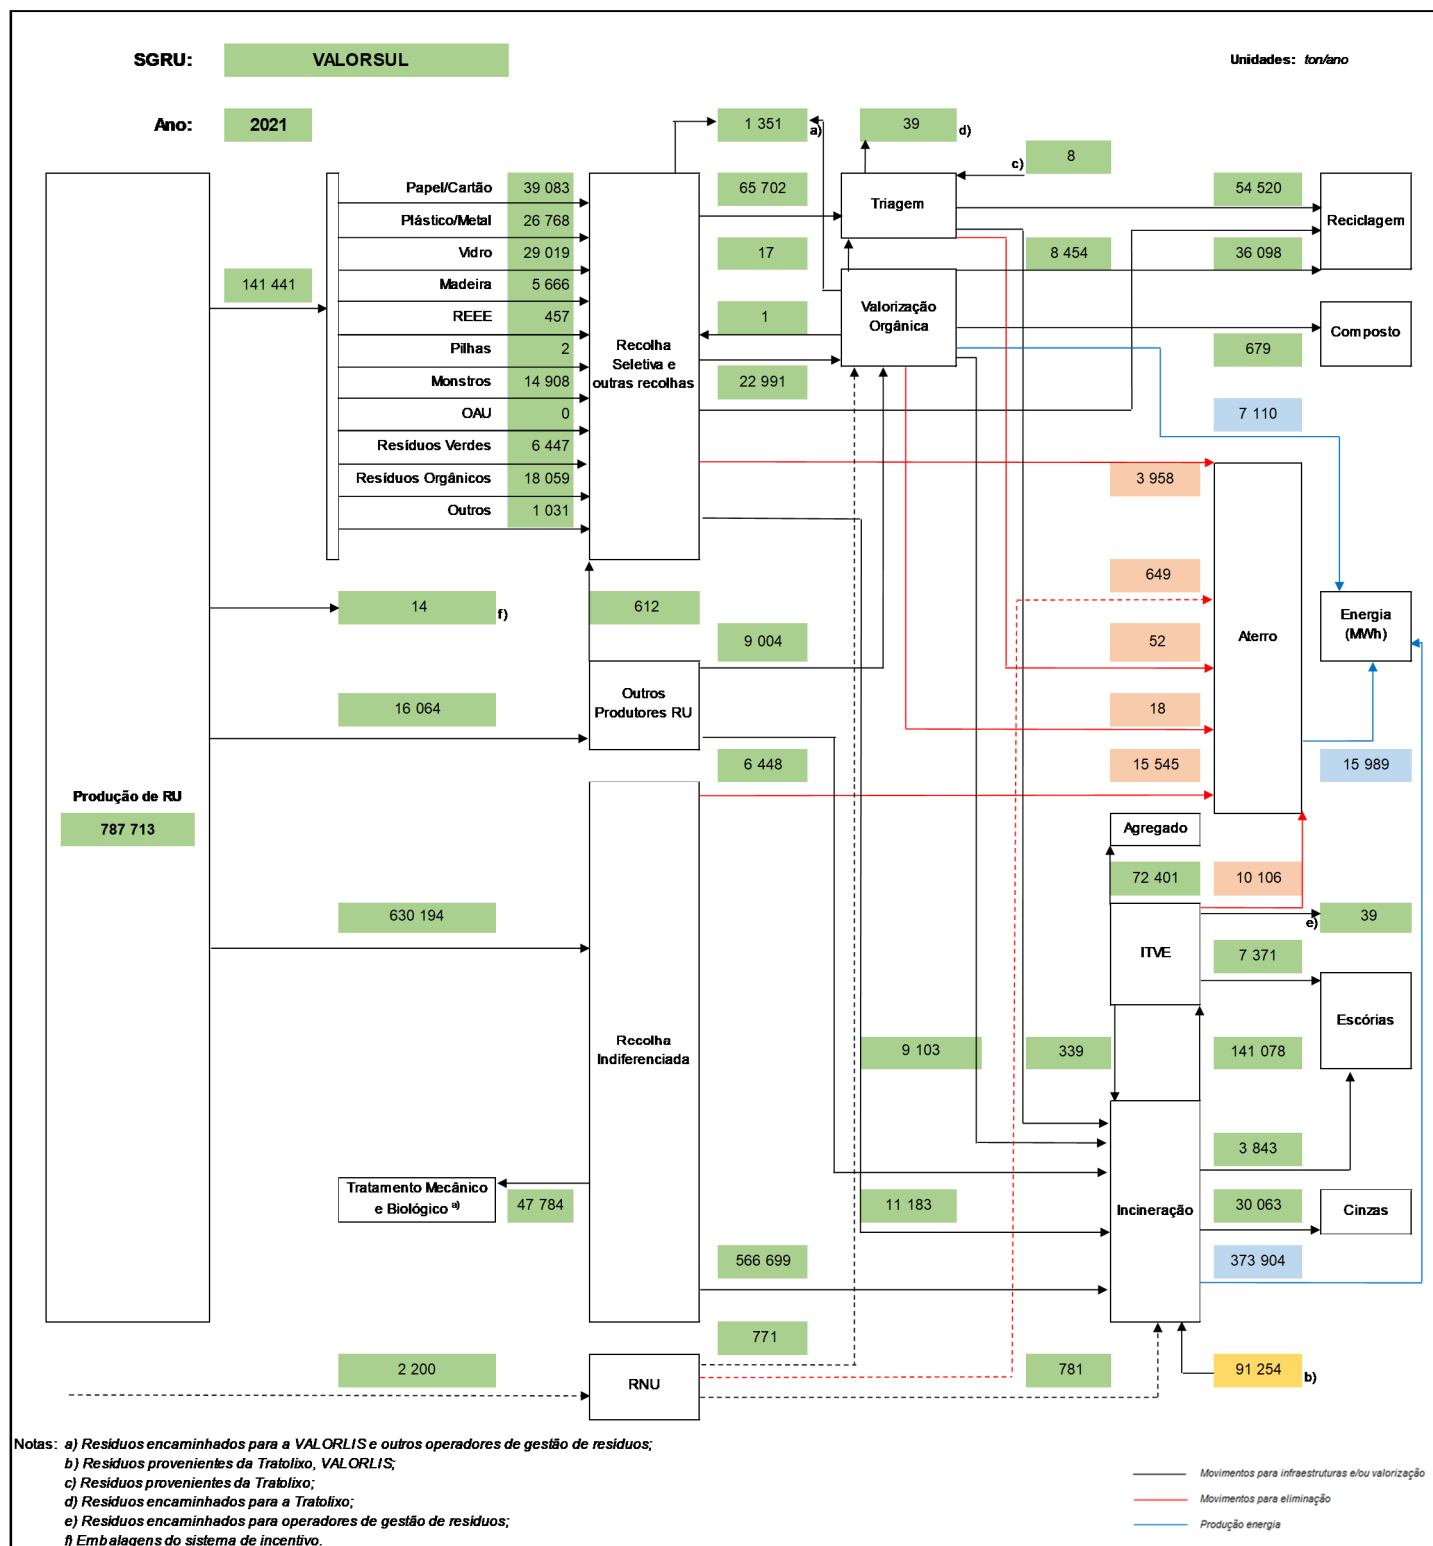 SGRU: VALORSUL
Unidades: ton/ano
Ano: 2021
1 351 a)
39 d)
c) 8
Papel/Cartão 39 083
Plástico/Metal 26 768
Vidro 29 019
Madeira 5 666
REEE 457
Pilhas 2
Monstros 14 908
OAU 0
Resíduos Verdes 6 447
Resíduos Orgânicos 18 059
Outros 1 031
141 441
Recolha
Seletiva e
outras recolhas
65 702
17
1
22 991
Triagem
Valorização
Orgânica
54 520
8 454
36 098
Reciclagem
Composto
679
7 110
3 958
649
52
18
15 545
Aterro
Energia
(MWh)
15 989
14 f)
612
9 004
16 064
Outros
Produtores RU
6 448
Produção de RU
787 713
630 194
Agregado
72 401
10 106
e) 39
ITVE
7 371
Escórias
Recolha
Indiferenciada
9 103
339
141 078
3 843
Tratamento Mecânico
e Biológico a)
47 784
11 183
Incineração
30 063
Cinzas
373 904
566 699
771
2 200
RNU
781
91 254 b)
Notas: a) Resíduos encaminhados para a VALORLIS e outros operadores de gestão de resíduos;
b) Resíduos provenientes da Tratolixo, VALORLIS;
c) Resíduos provenientes da Tratolixo;
d) Resíduos encaminhados para a Tratolixo;
e) Resíduos encaminhados para operadores de gestão de resíduos;
f) Embalagens do sistema de incentivo.
Movimentos para infraestruturas e/ou valorização
Movimentos para eliminação
Produção energia